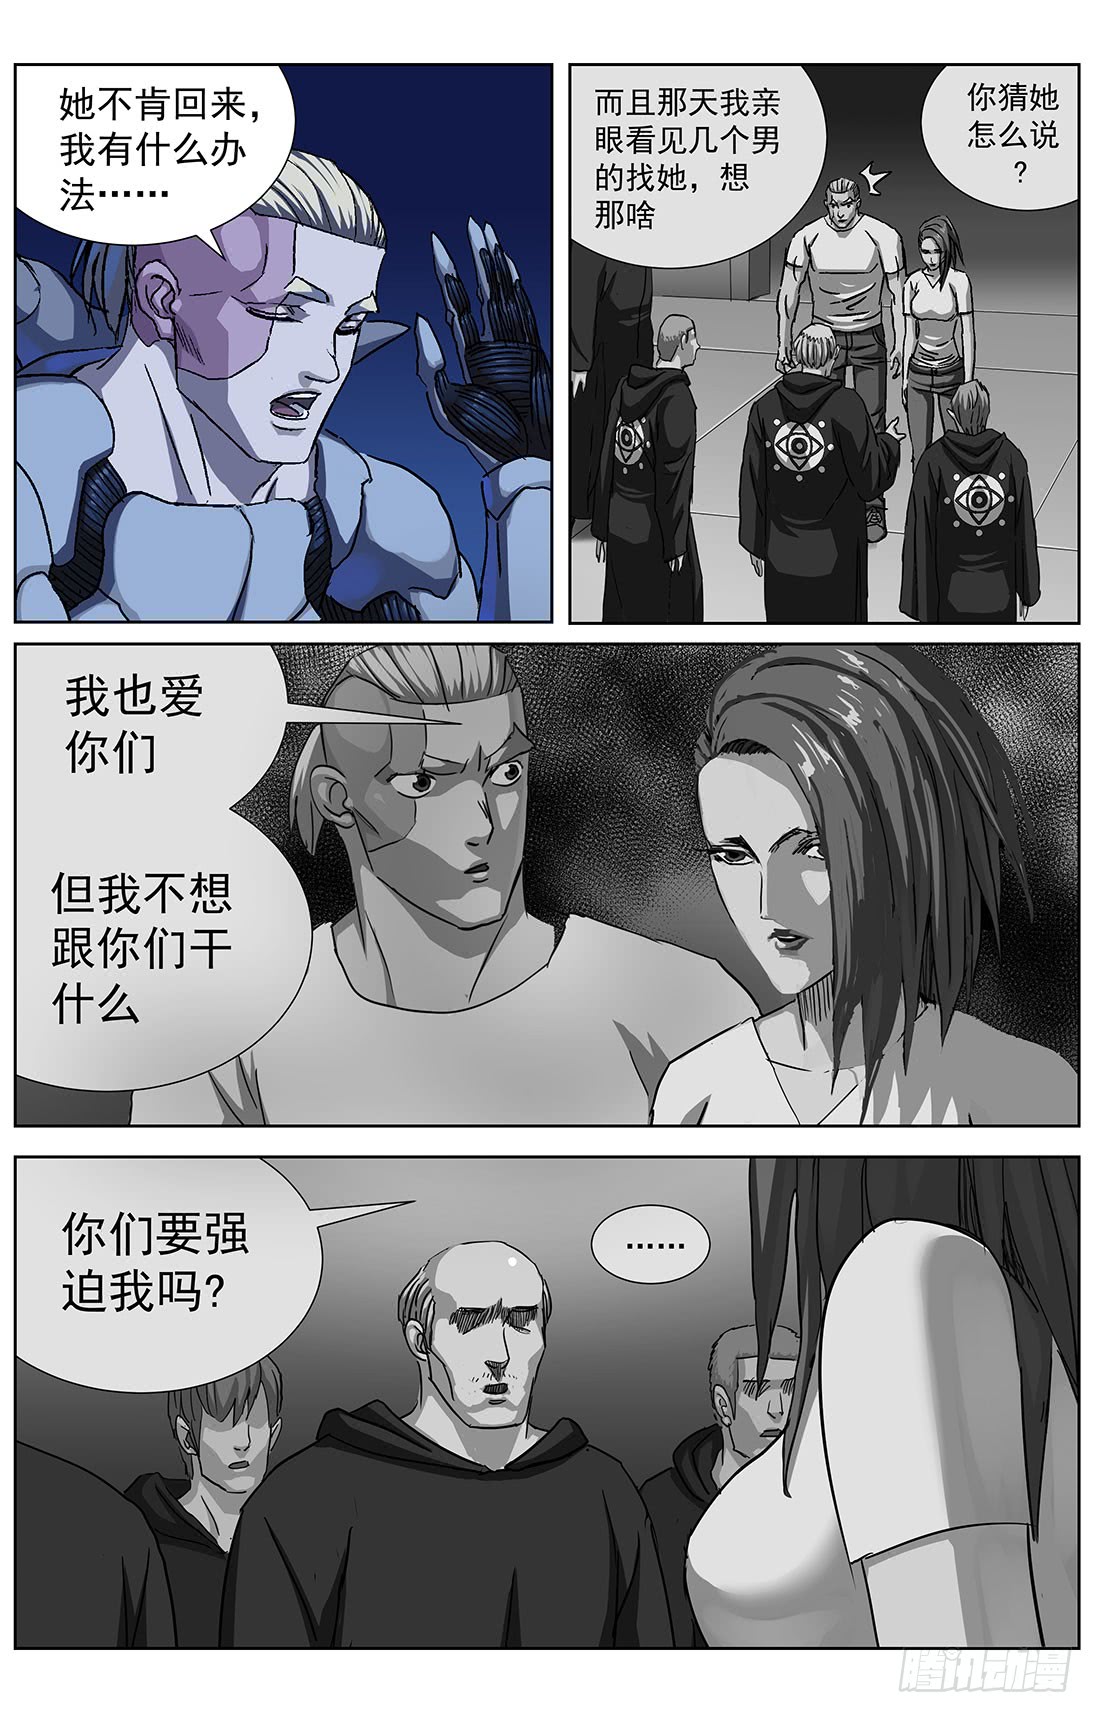 她不肯回来，
我有什么办
法……
而且那天我亲
眼看见几个男
的找她，想
那啥
你猜她
怎么说
?
我也爱
你们
但我不想
跟你们干
什么
你们要强
迫我吗?
……
腾讯动漫